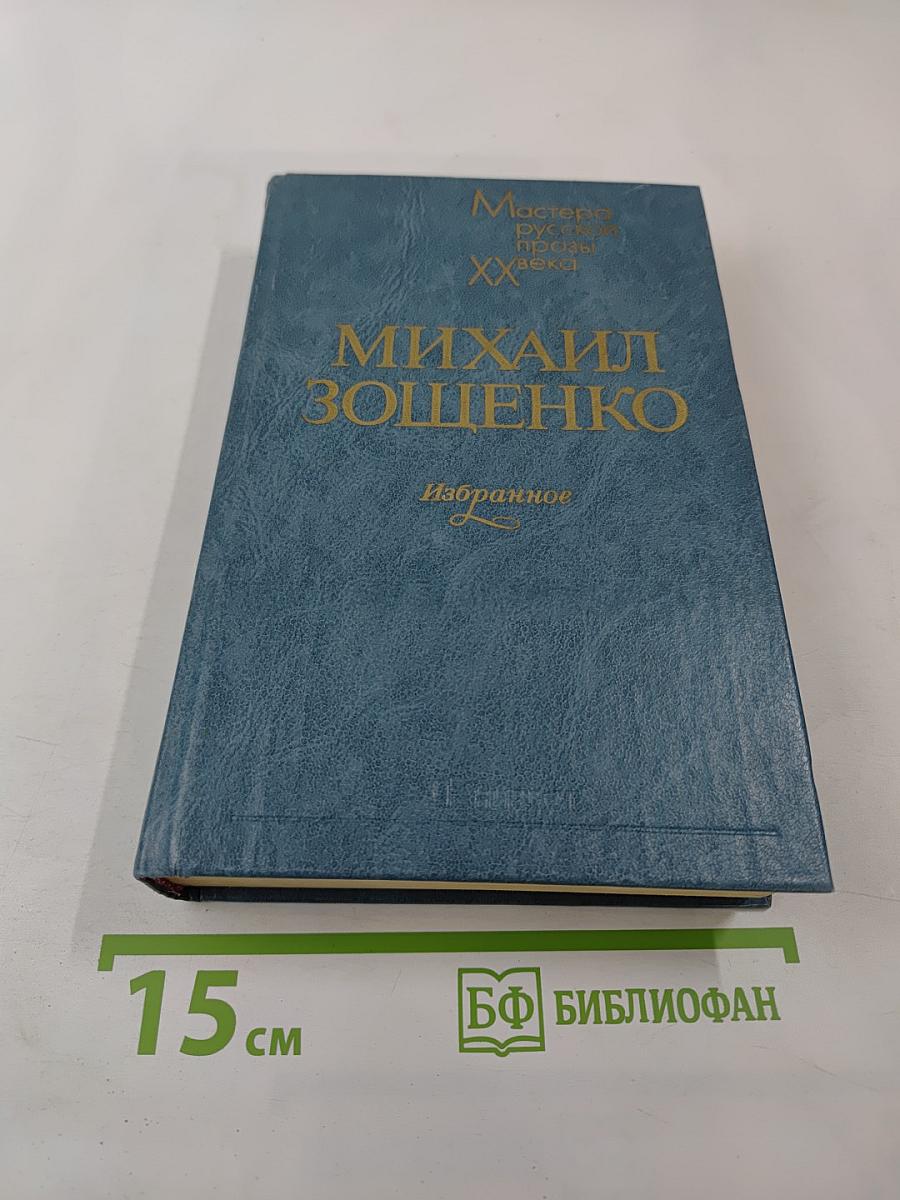 Мастера
русской
прозы
XX века
МИХАИЛ
ЗОЩЕНКО
Избранное
15 см
БФ БИБЛИОФАН